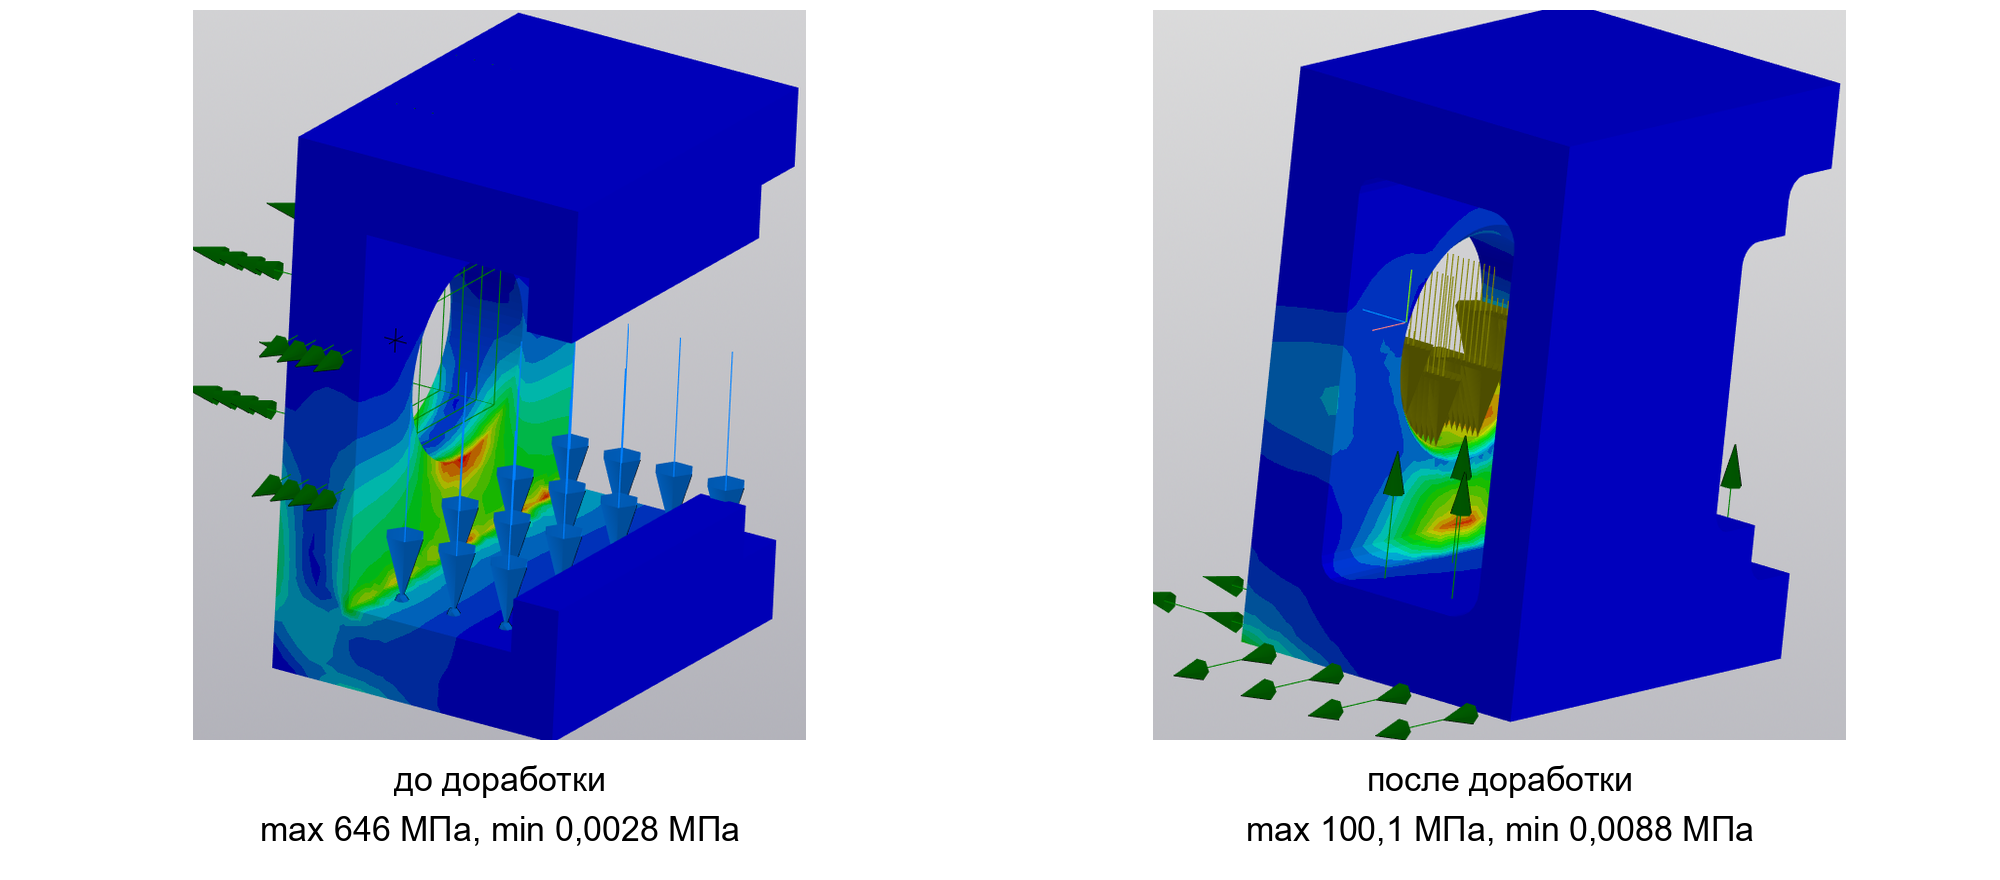 до доработки
max 646 МПа, min 0,0028 МПа
после доработки
max 100,1 МПа, min 0,0088 МПа